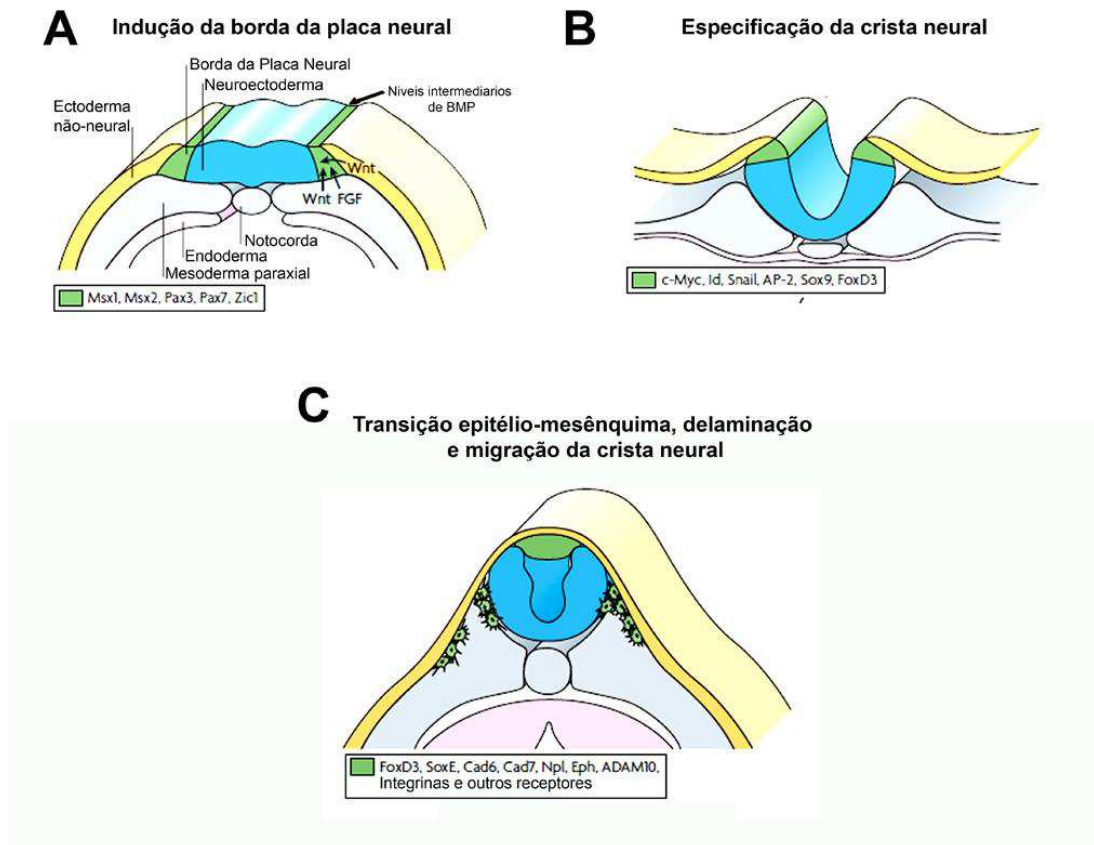 A
Indução da borda da placa neural
Borda da Placa Neural
Neuroectoderma
Niveis intermediarios
de BMP
Ectoderma
não-neural
Wnt
Wnt FGF
Notocorda
Endoderma
Mesoderma paraxial
Msx1, Msx2, Pax3, Pax7, Zic1
B
Especificação da crista neural
c-Myc, Id, Snail, AP-2, Sox9, FoxD3
C
Transição epitélio-mesênquima, delaminação
e migração da crista neural
FoxD3, SoxE, Cad6, Cad7, Npl, Eph, ADAM10,
Integrinas e outros receptores